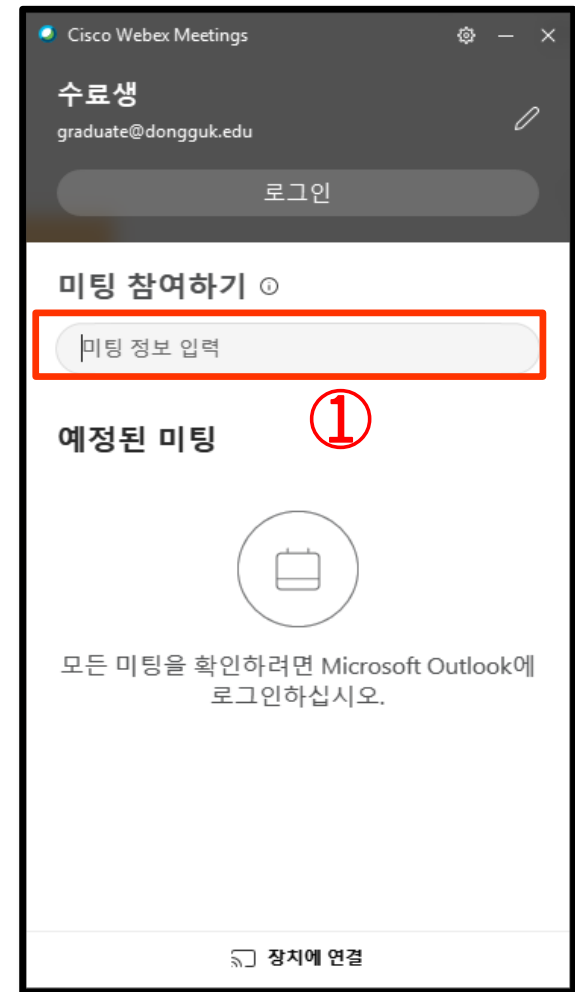 Cisco Webex Meetings
수료생
graduate@dongguk.edu
로그인
미팅 참여하기
미팅 정보 입력
①
예정된 미팅
모든 미팅을 확인하려면 Microsoft Outlook에
로그인하십시오.
장치에 연결